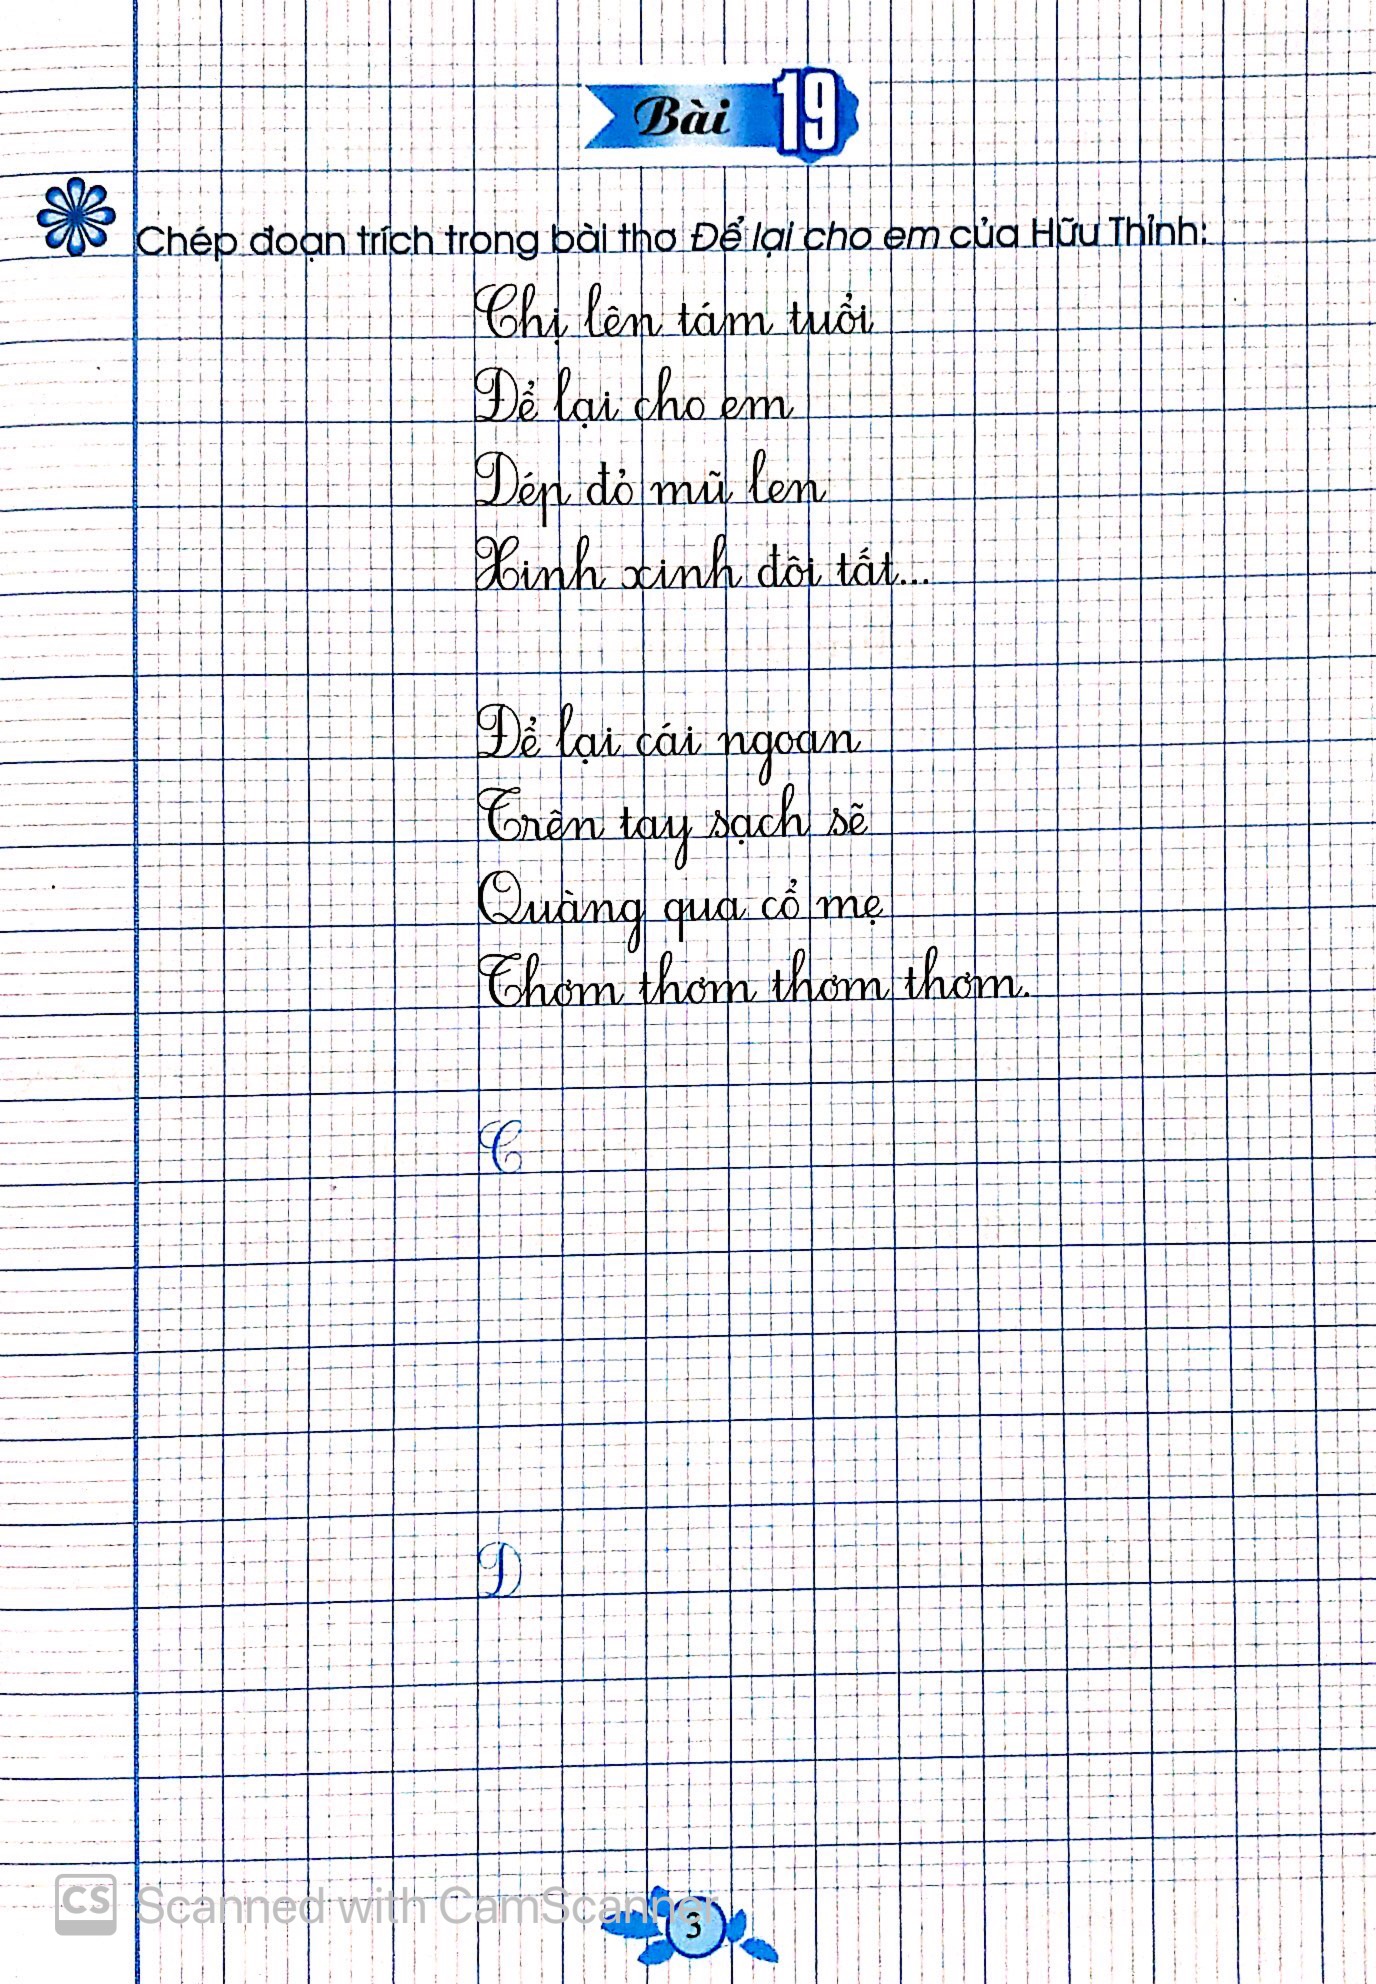 Bài 19
Chép đoạn trích trong bài thơ Để lại cho em của Hữu Thỉnh:
Chị lên tám tuổi
Để lại cho em
Dép đỏ mũ len
Xinh xinh đôi tất...
Để lại cái ngoan
Trên tay sạch sẽ
Quàng qua cổ mẹ
Thơm thơm thơm thơm.
C
D
CS Scanned with CamScanner
3